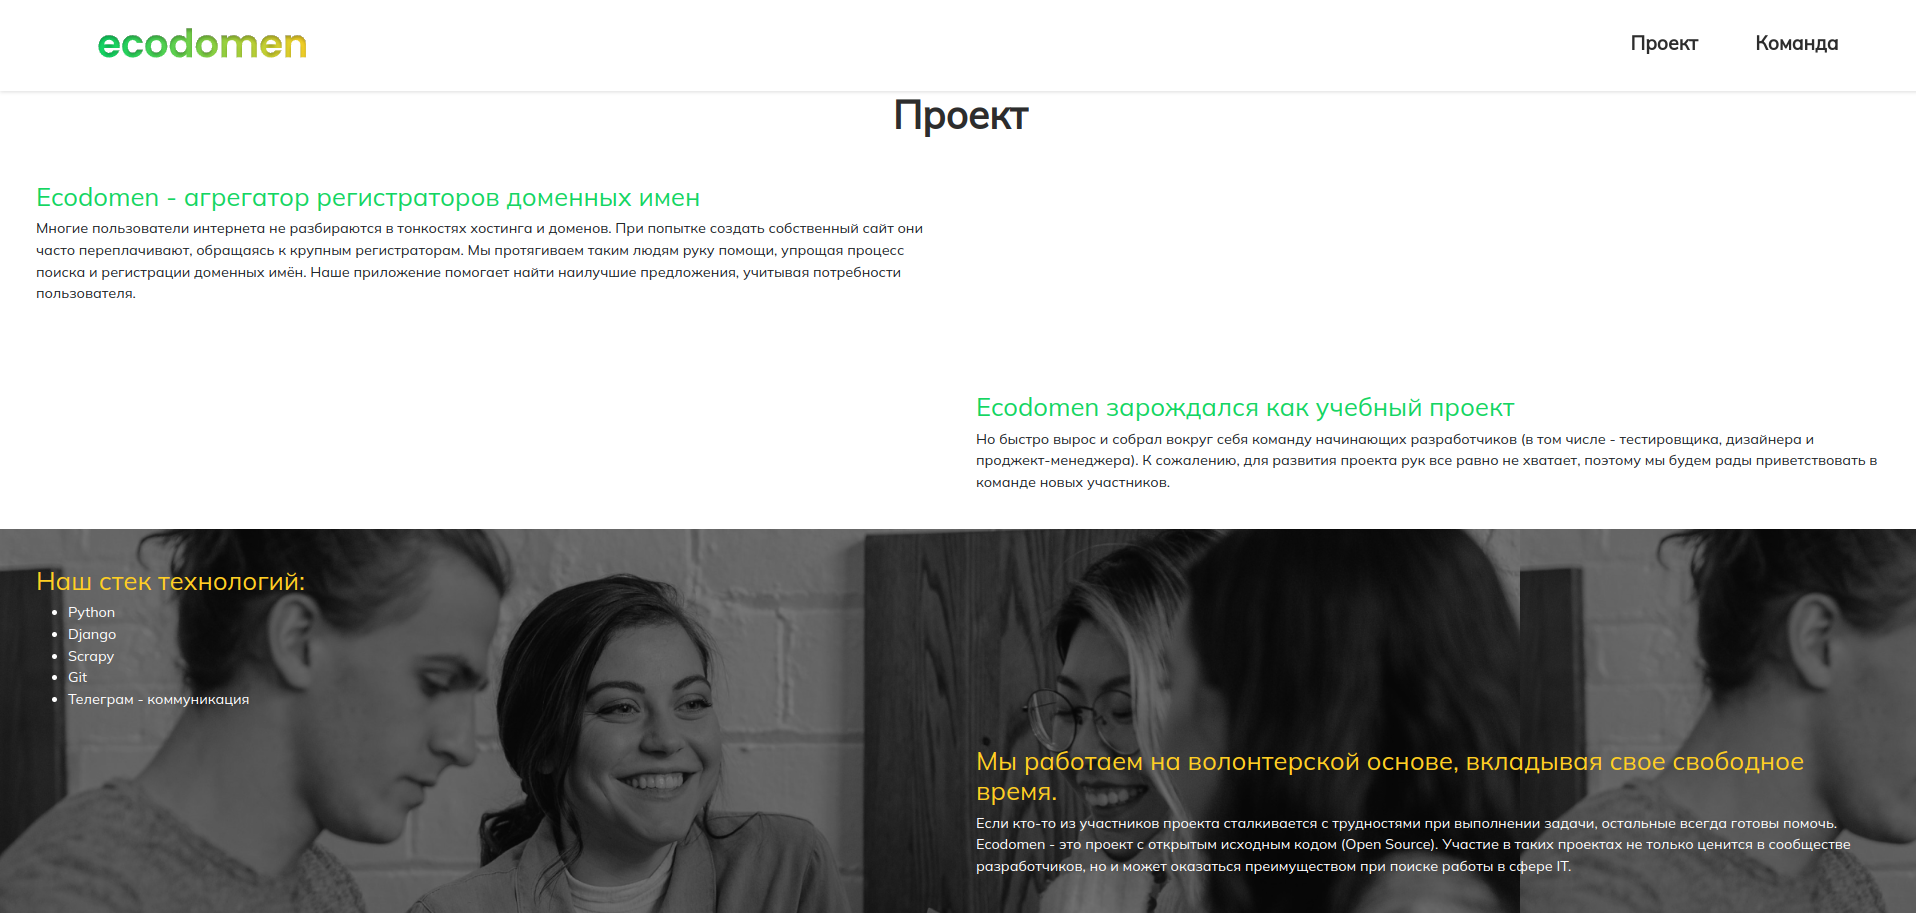 ecodomen
Проект
Команда
Проект
Ecodomen - агрегатор регистраторов доменных имен
Многие пользователи интернета не разбираются в тонкостях хостинга и доменов. При попытке создать собственный сайт они
часто переплачивают, обращаясь к крупным регистраторам. Мы протягиваем таким людям руку помощи, упрощая процесс
поиска и регистрации доменных имён. Наше приложение помогает найти наилучшие предложения, учитывая потребности
пользователя.
Ecodomen зарождался как учебный проект
Но быстро вырос и собрал вокруг себя команду начинающих разработчиков (в том числе - тестировщика, дизайнера и
проджект-менеджера). К сожалению, для развития проекта рук все равно не хватает, поэтому мы будем рады приветствовать в
команде новых участников.
Наш стек технологий:
• Python
• Django
• Scrapy
• Git
• Телеграм - коммуникация
Мы работаем на волонтерской основе, вкладывая свое свободное
время.
Если кто-то из участников проекта сталкивается с трудностями при выполнении задачи, остальные всегда готовы помочь.
Ecodomen - это проект с открытым исходным кодом (Open Source). Участие в таких проектах не только ценится в сообществе
разработчиков, но и может оказаться преимуществом при поиске работы в сфере IT.